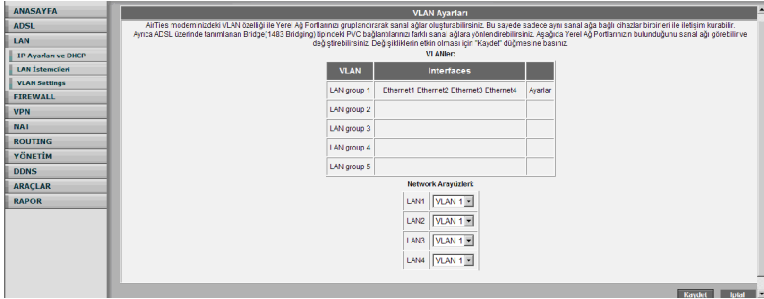 ANASAYFA
ADSL
LAN
IP Ayarları ve DHCP
LAN İstemcileri
VLAN Settings
FIREWALL
VPN
NAT
ROUTING
YÖNETİM
DDNS
ARAÇLAR
RAPOR
VLAN Ayarları
AirTies modeminizdeki VLAN özelliği ile Yerel Ağ Portlarınızı gruplandırarak sanal ağlar oluşturabilirsiniz. Bu sayede sadece aynı sanal ağa bağlı cihazlar birbirleri ile iletişim kurabilir.
Ayrıca ADSL üzerinde tanımlanan Bridge(1483 Bridging) tipindeki PVC bağlantılarınızı farklı sanal ağlara yönlendirebilirsiniz. Aşağıda Yerel Ağ Portlarınızın bulunduğunu sanal ağı görebilir ve
değiştirebilirsiniz. Değişikliklerin etkin olması için "Kaydet" düğmesine basınız.
VLANler:
VLAN Interfaces
LAN group 1 Ethernet1 Ethernet2 Ethernet3 Ethernet4 Ayarlar
LAN group 2
LAN group 3
LAN group 4
LAN group 5
Network Arayüzleri:
LAN1 VLAN 1
LAN2 VLAN 1
LAN3 VLAN 1
LAN4 VLAN 1
Kaydet İptal